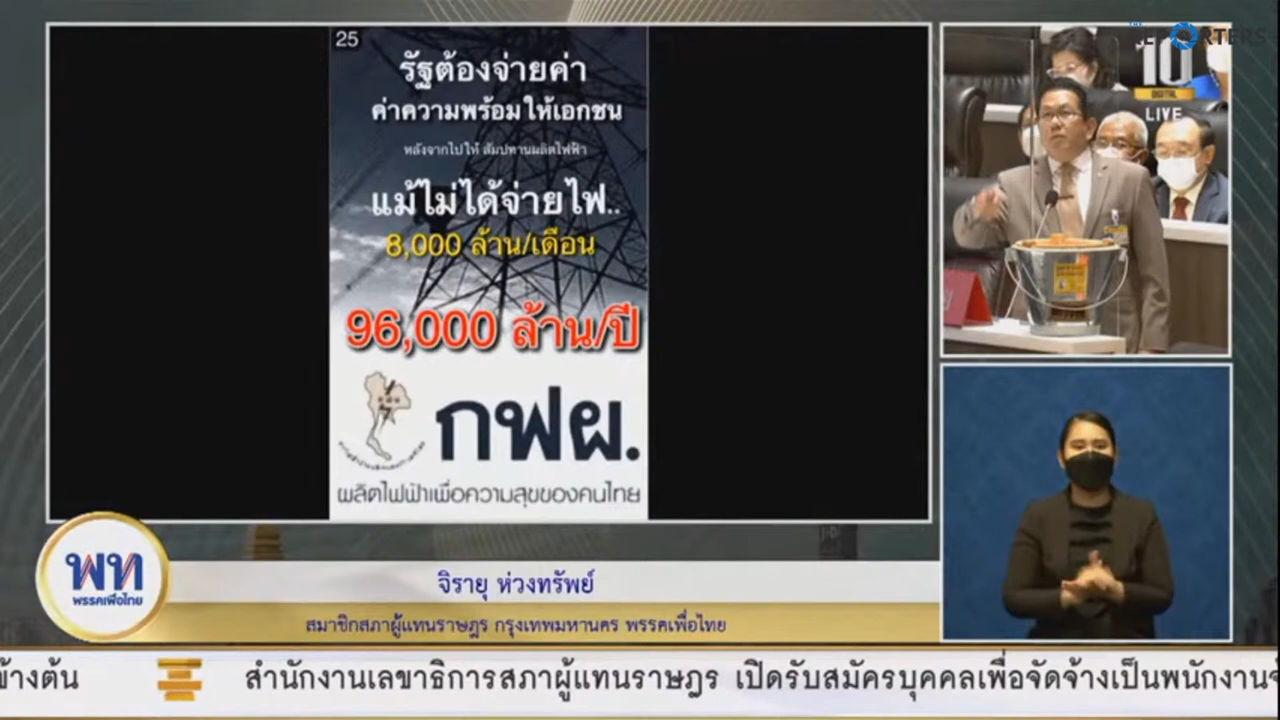 25
รัฐต้องจ่ายค่า
ค่าความพร้อมให้เอกชน
หลังจากไปให้ สัมปทานผลิตไฟฟ้า
แม้ไม่ได้จ่ายไฟ..
8,000 ล้าน/เดือน
96,000 ล้าน/ปี
กฟผ.
ผลิตไฟฟ้าเพื่อความสุขของคนไทย
THE REPORTERS
10
DIGITAL
LIVE
พท
พรรคเพื่อไทย
จิรายุ ห่วงทรัพย์
สมาชิกสภาผู้แทนราษฎร กรุงเทพมหานคร พรรคเพื่อไทย
ข้างต้น สำนักงานเลขาธิการสภาผู้แทนราษฎร เปิดรับสมัครบุคคลเพื่อจัดจ้างเป็นพนักงานจ